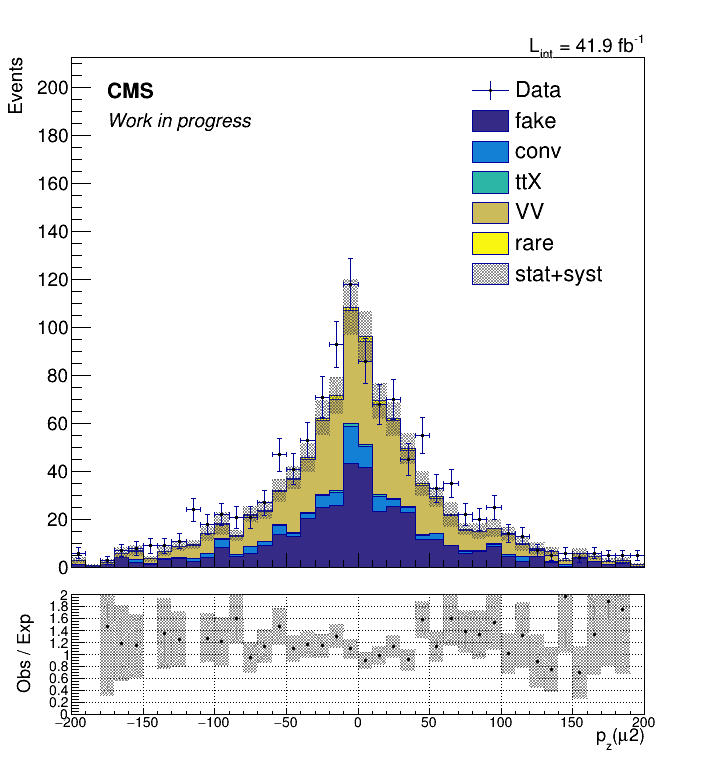 L_int = 41.9 fb^-1
Events
CMS
Work in progress
Data
fake
conv
ttX
VV
rare
stat+syst
200
180
160
140
120
100
80
60
40
20
0
Obs / Exp
2
1.8
1.6
1.4
1.2
1
0.8
0.6
0.4
0.2
0
−200 −150 −100 −50 0 50 100 150 200
p_z(μ2)